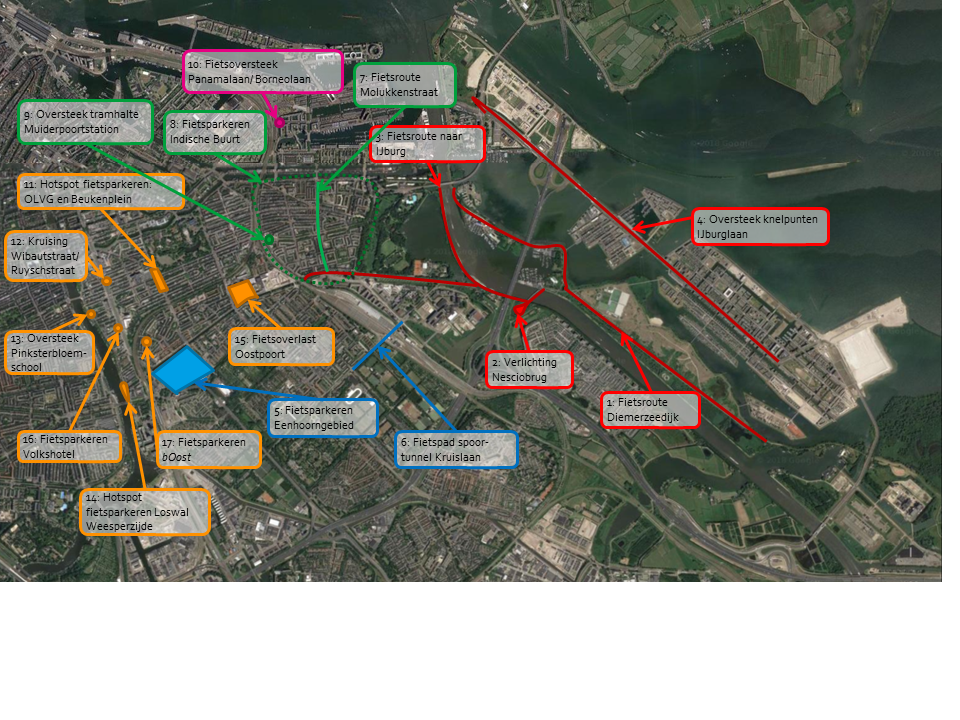 10: Fietsoversteek
Panamalaan/Borneolaan
7: Fietsroute
Molukkenstraat
9: Oversteek tramhalte
Muiderpoortstation
8: Fietsparkeren
Indische Buurt
3: Fietsroute naar
IJburg
11: Hotspot fietsparkeren:
OLVG en Beukenplein
4: Oversteek knelpunten
IJburglaan
12: Kruising
Wibautstraat/
Ruyschstraat
13: Oversteek
Pinksterbloem-
school
15: Fietsoverlast
Oostpoort
2: Verlichting
Nesciobrug
1: Fietsroute
Diemerzeedijk
5: Fietsparkeren
Eenhoorngebied
16: Fietsparkeren
Volkshotel
17: Fietsparkeren
bOost
6: Fietspad spoor-
tunnel Kruislaan
14: Hotspot
fietsparkeren Loswal
Weesperzijde